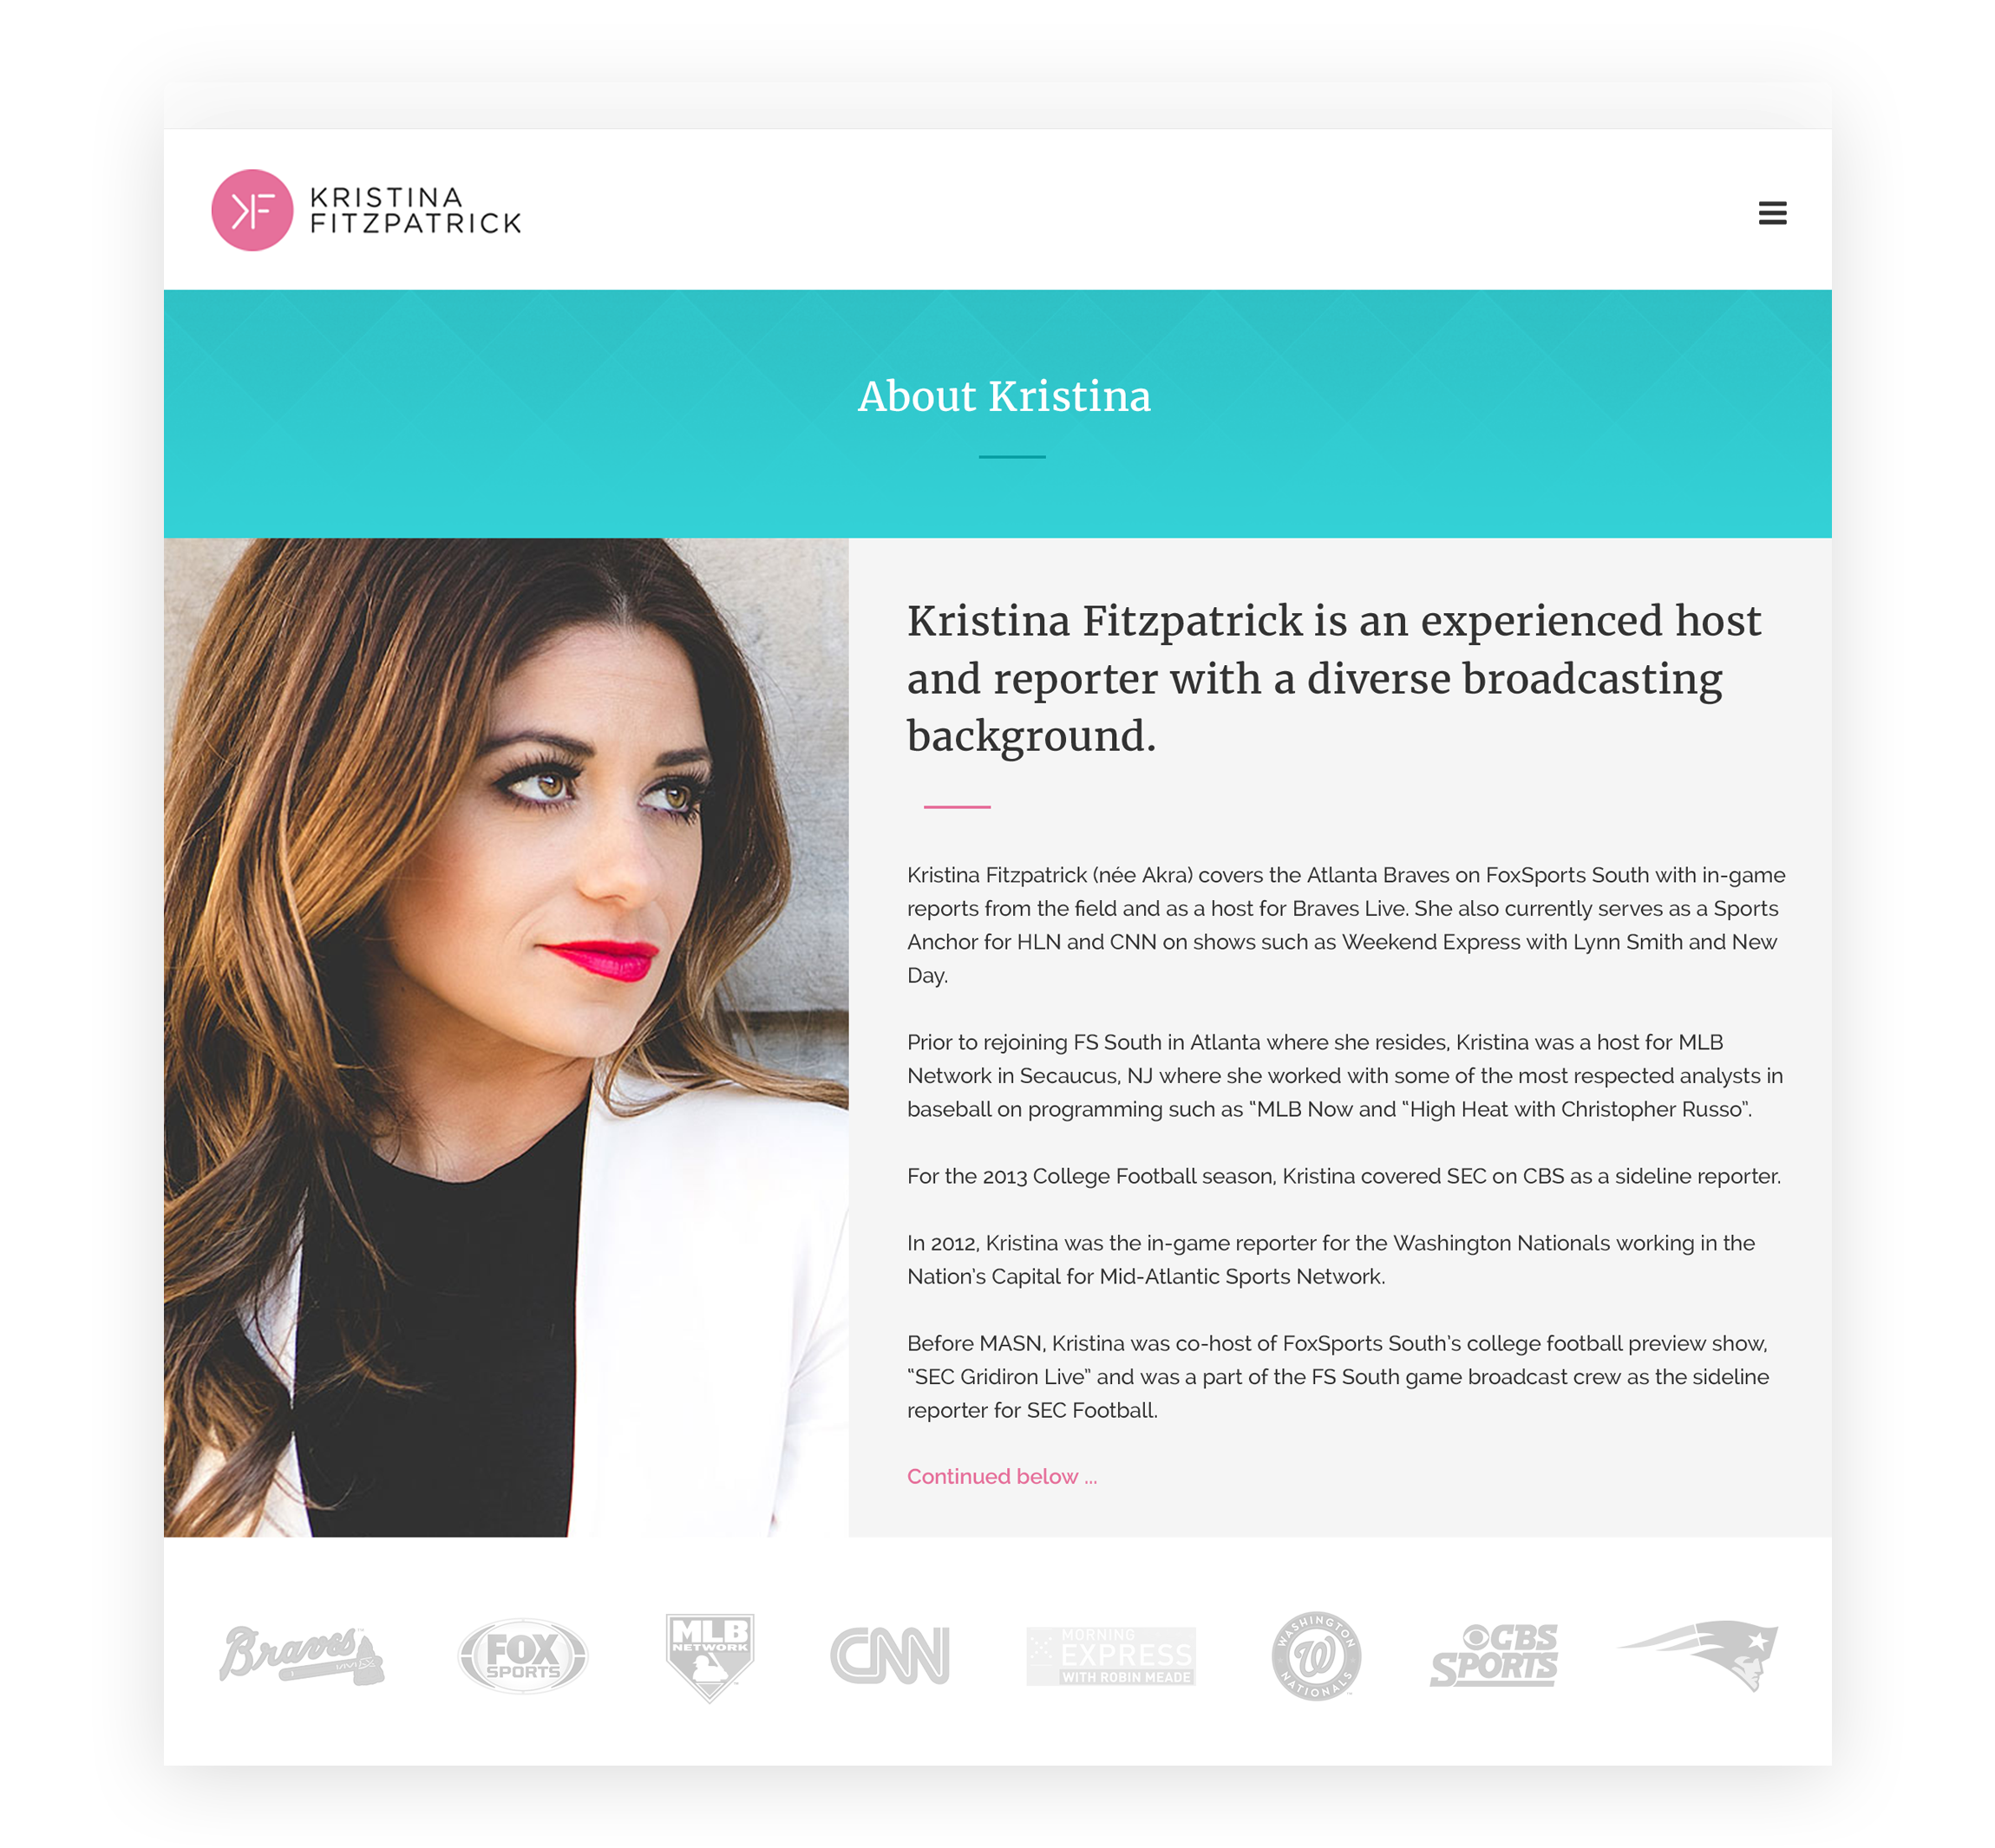 KF
KRISTINA
FITZPATRICK
About Kristina
Kristina Fitzpatrick is an experienced host
and reporter with a diverse broadcasting
background.
Kristina Fitzpatrick (née Akra) covers the Atlanta Braves on FoxSports South with in-game
reports from the field and as a host for Braves Live. She also currently serves as a Sports
Anchor for HLN and CNN on shows such as Weekend Express with Lynn Smith and New
Day.
Prior to rejoining FS South in Atlanta where she resides, Kristina was a host for MLB
Network in Secaucus, NJ where she worked with some of the most respected analysts in
baseball on programming such as “MLB Now and “High Heat with Christopher Russo”.
For the 2013 College Football season, Kristina covered SEC on CBS as a sideline reporter.
In 2012, Kristina was the in-game reporter for the Washington Nationals working in the
Nation’s Capital for Mid-Atlantic Sports Network.
Before MASN, Kristina was co-host of FoxSports South’s college football preview show,
“SEC Gridiron Live” and was a part of the FS South game broadcast crew as the sideline
reporter for SEC Football.
Continued below ...
Braves
FOX
SPORTS
MLB
NETWORK
CNN
MORNING
EXPRESS
WITH ROBIN MEADE
WASHINGTON
W
NATIONALS
CBS
SPORTS